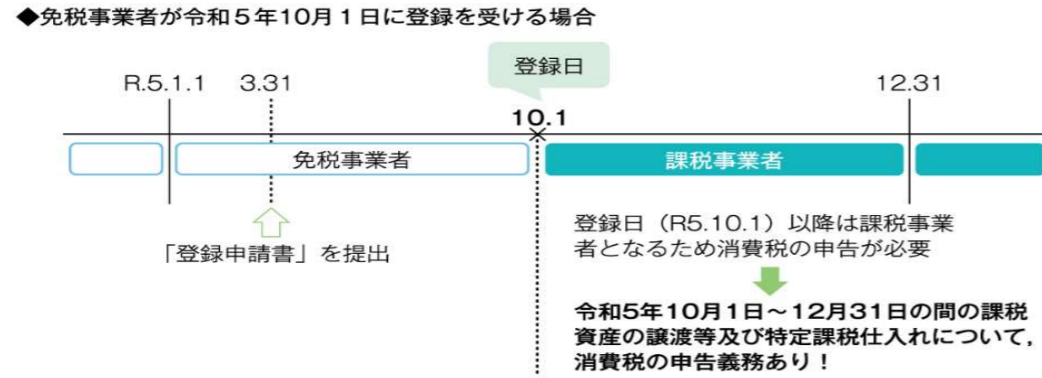 ◆免税事業者が令和５年10月１日に登録を受ける場合
登録日
R.5.1.1
3.31
12.31
10.1
免税事業者
課税事業者
「登録申請書」を提出
登録日（R5.10.1）以降は課税事業
者となるため消費税の申告が必要
令和5年10月1日～12月31日の間の課税
資産の譲渡等及び特定課税仕入れについて，
消費税の申告義務あり！